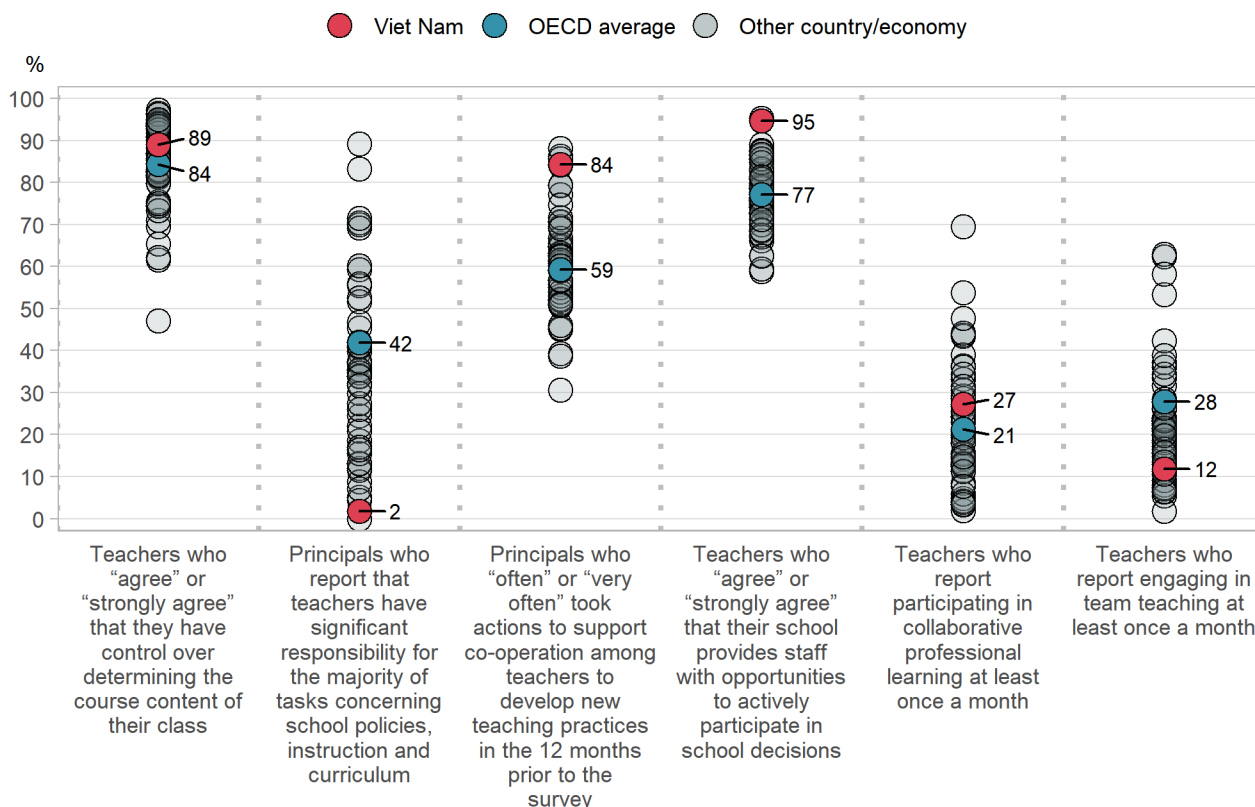 Viet Nam OECD average Other country/economy
%
100
90
80
70
60
50
40
30
20
10
0
89
84
42
2
84
59
95
77
27
21
28
12
Teachers who
“agree” or
“strongly agree”
that they have
control over
determining the
course content of
their class
Principals who
report that
teachers have
significant
responsibility for
the majority of
tasks concerning
school policies,
instruction and
curriculum
Principals who
“often” or “very
often” took
actions to support
co-operation among
teachers to
develop new
teaching practices
in the 12 months
prior to the
survey
Teachers who
“agree” or
“strongly agree”
that their school
provides staff
with opportunities
to actively
participate in
school decisions
Teachers who
report
participating in
collaborative
professional
learning at least
once a month
Teachers who
report engaging in
team teaching at
least once a month